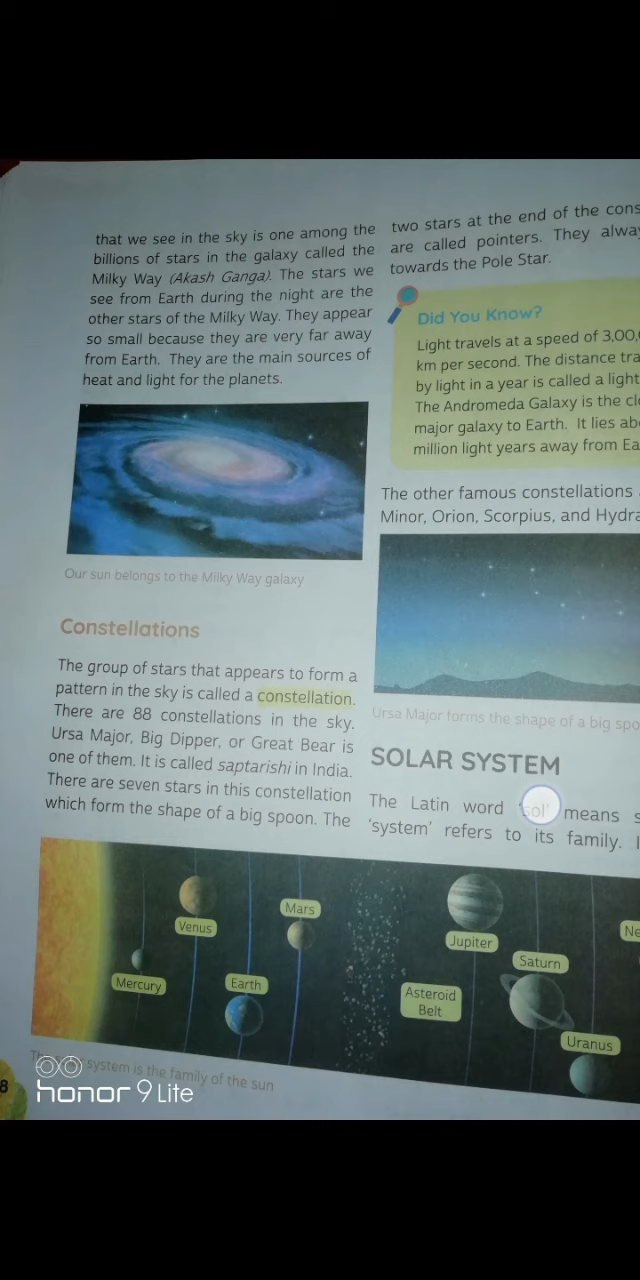 that we see in the sky is one among the
billions of stars in the galaxy called the
Milky Way (Akash Ganga). The stars we
see from Earth during the night are the
other stars of the Milky Way. They appear
so small because they are very far away
from Earth. They are the main sources of
heat and light for the planets.
Our sun belongs to the Milky Way galaxy
Constellations
The group of stars that appears to form a
pattern in the sky is called a constellation.
There are 88 constellations in the sky.
Ursa Major, Big Dipper, or Great Bear is
one of them. It is called saptarishi in India.
There are seven stars in this constellation
which form the shape of a big spoon. The
two stars at the end of the
are called pointers. They
towards the Pole Star.
Did You Know?
Light travels at a speed of
km per second. The distance
by light in a year is called a light
The Andromeda Galaxy is the
major galaxy to Earth. It lies
million light years away from
The other famous constellations
Minor, Orion, Scorpius, and Hydra
Ursa Major forms the shape of a big
SOLAR SYSTEM
The Latin word 'sol' means
'system' refers to its family.
Mercury
Venus
Earth
Mars
Asteroid
Belt
Jupiter
Saturn
Uranus
system is the family of the sun
8
honor 9 Lite